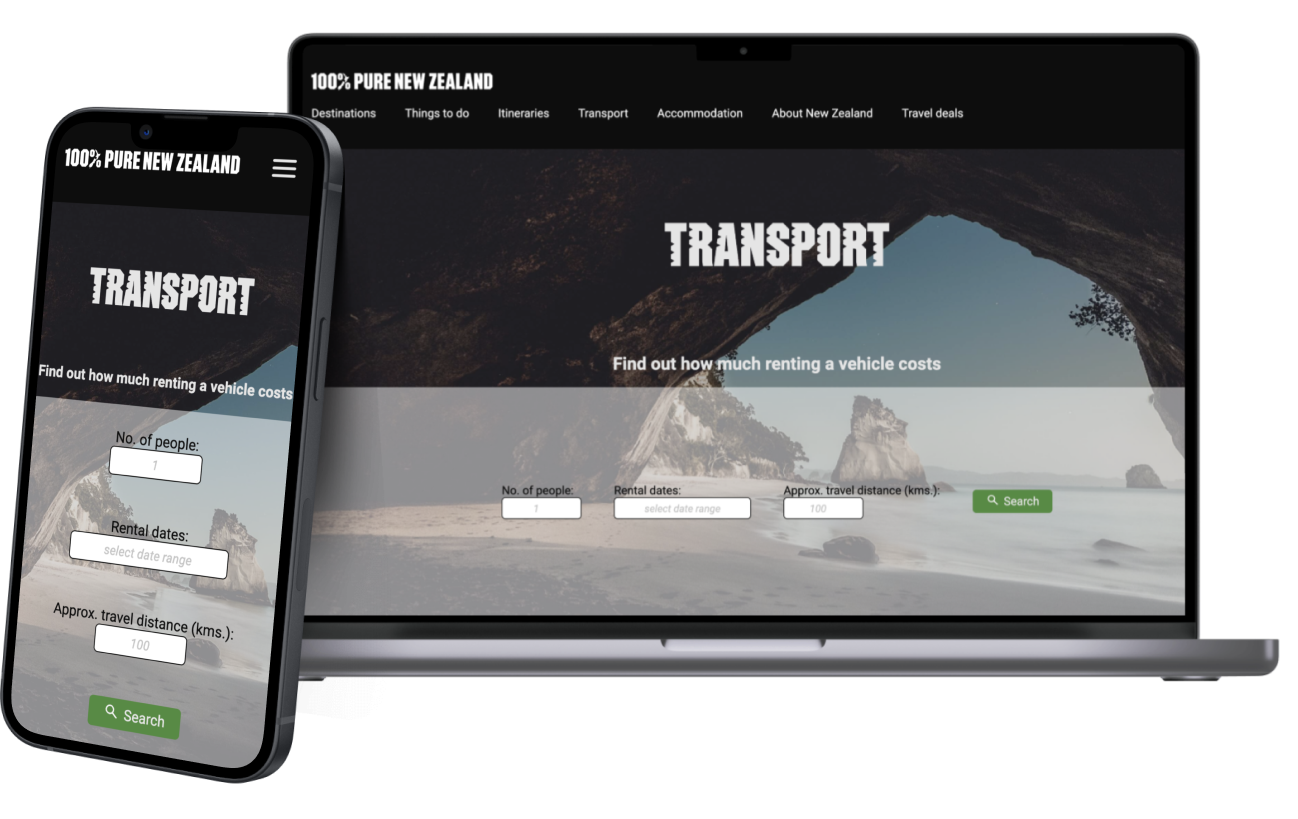 100% PURE NEW ZEALAND
Destinations Things to do Itineraries Transport Accommodation About New Zealand Travel deals
TRANSPORT
Find out how much renting a vehicle costs
No. of people: Rental dates: Approx. travel distance (kms.):
1 select date range 100 Search
100% PURE NEW ZEALAND
TRANSPORT
Find out how much renting a vehicle costs
No. of people:
1
Rental dates:
select date range
Approx. travel distance (kms.):
100
Search